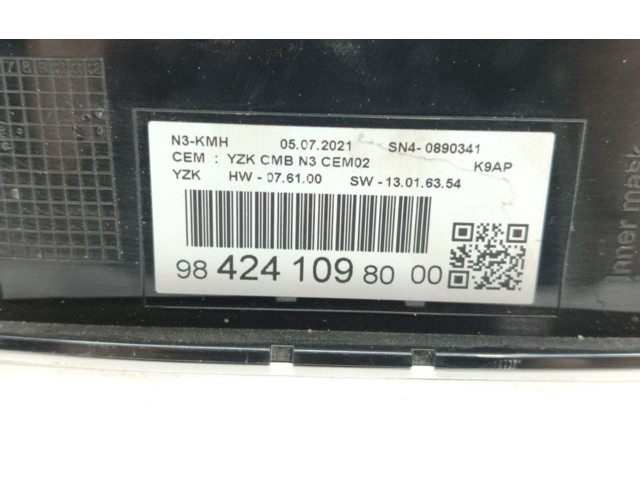 N3-KMH 05.07.2021 SN4- 0890341
CEM : YZK CMB N3 CEM02 K9AP
YZK HW - 07.61.00 SW - 13.01.63.54
98 424 109 80 00
Inner mask